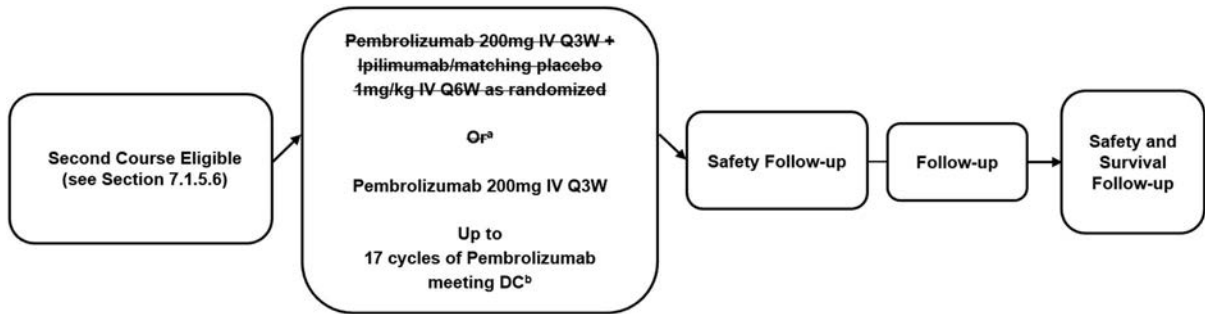 Second Course Eligible
(see Section 7.1.5.6)
Pembrolizumab 200mg IV Q3W +
Ipilimumab/matching placebo
1mg/kg IV Q6W as randomized
Orᵃ
Pembrolizumab 200mg IV Q3W
Up to
17 cycles of Pembrolizumab
meeting DCᵇ
Safety Follow-up
Follow-up
Safety and
Survival
Follow-up